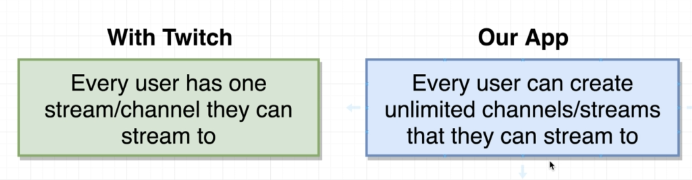 With Twitch
Every user has one
stream/channel they can
stream to
Our App
Every user can create
unlimited channels/streams
that they can stream to